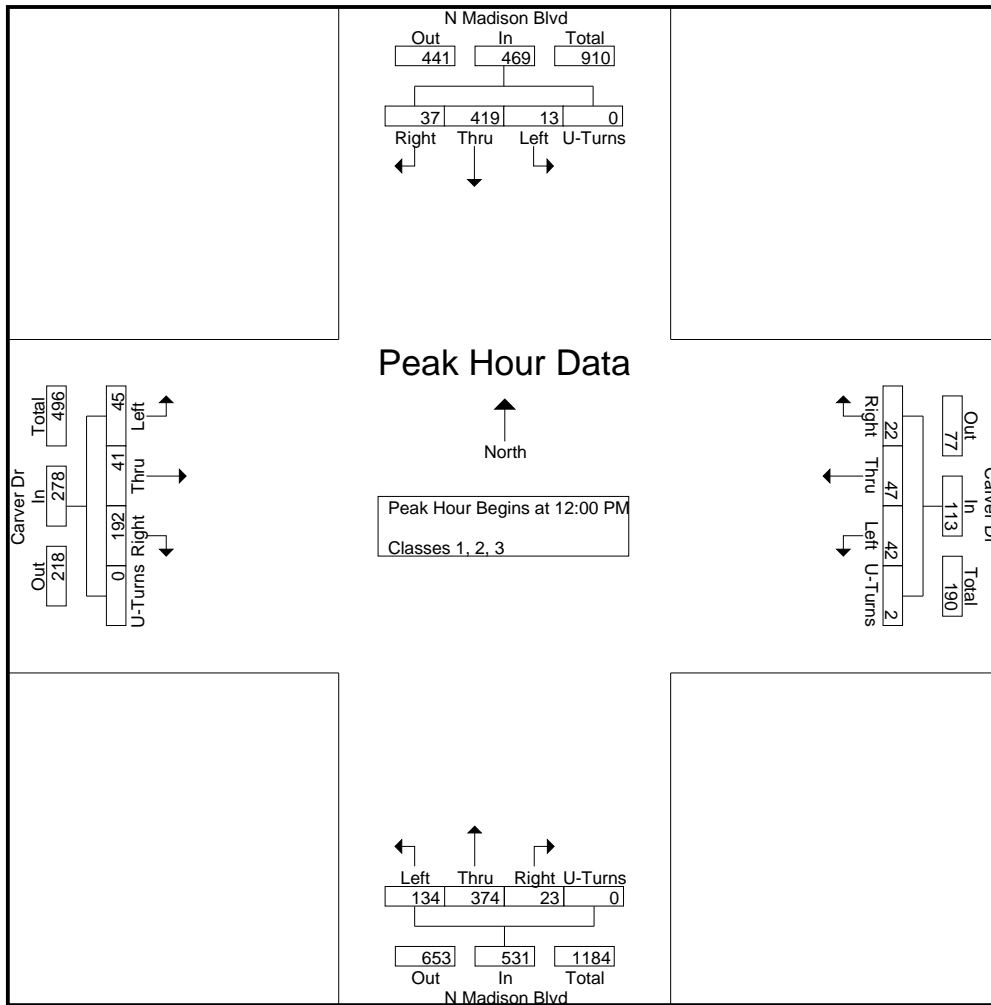 N Madison Blvd
Out In Total
441 469 910
37 419 13 0
Right Thru Left U-Turns
Peak Hour Data
North
Peak Hour Begins at 12:00 PM
Classes 1, 2, 3
Carver Dr
Out In Total
218 278 496
0 192 41 45
U-Turns Right Thru Left
Carver Dr
Out In Total
77 113 190
22 47 42 2
Right Thru Left U-Turns
Left Thru Right U-Turns
134 374 23 0
653 531 1184
Out In Total
N Madison Blvd